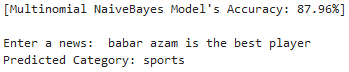 [Multinomial NaiveBayes Model's Accuracy: 87.96%]
Enter a news:  babar azam is the best player
Predicted Category: sports